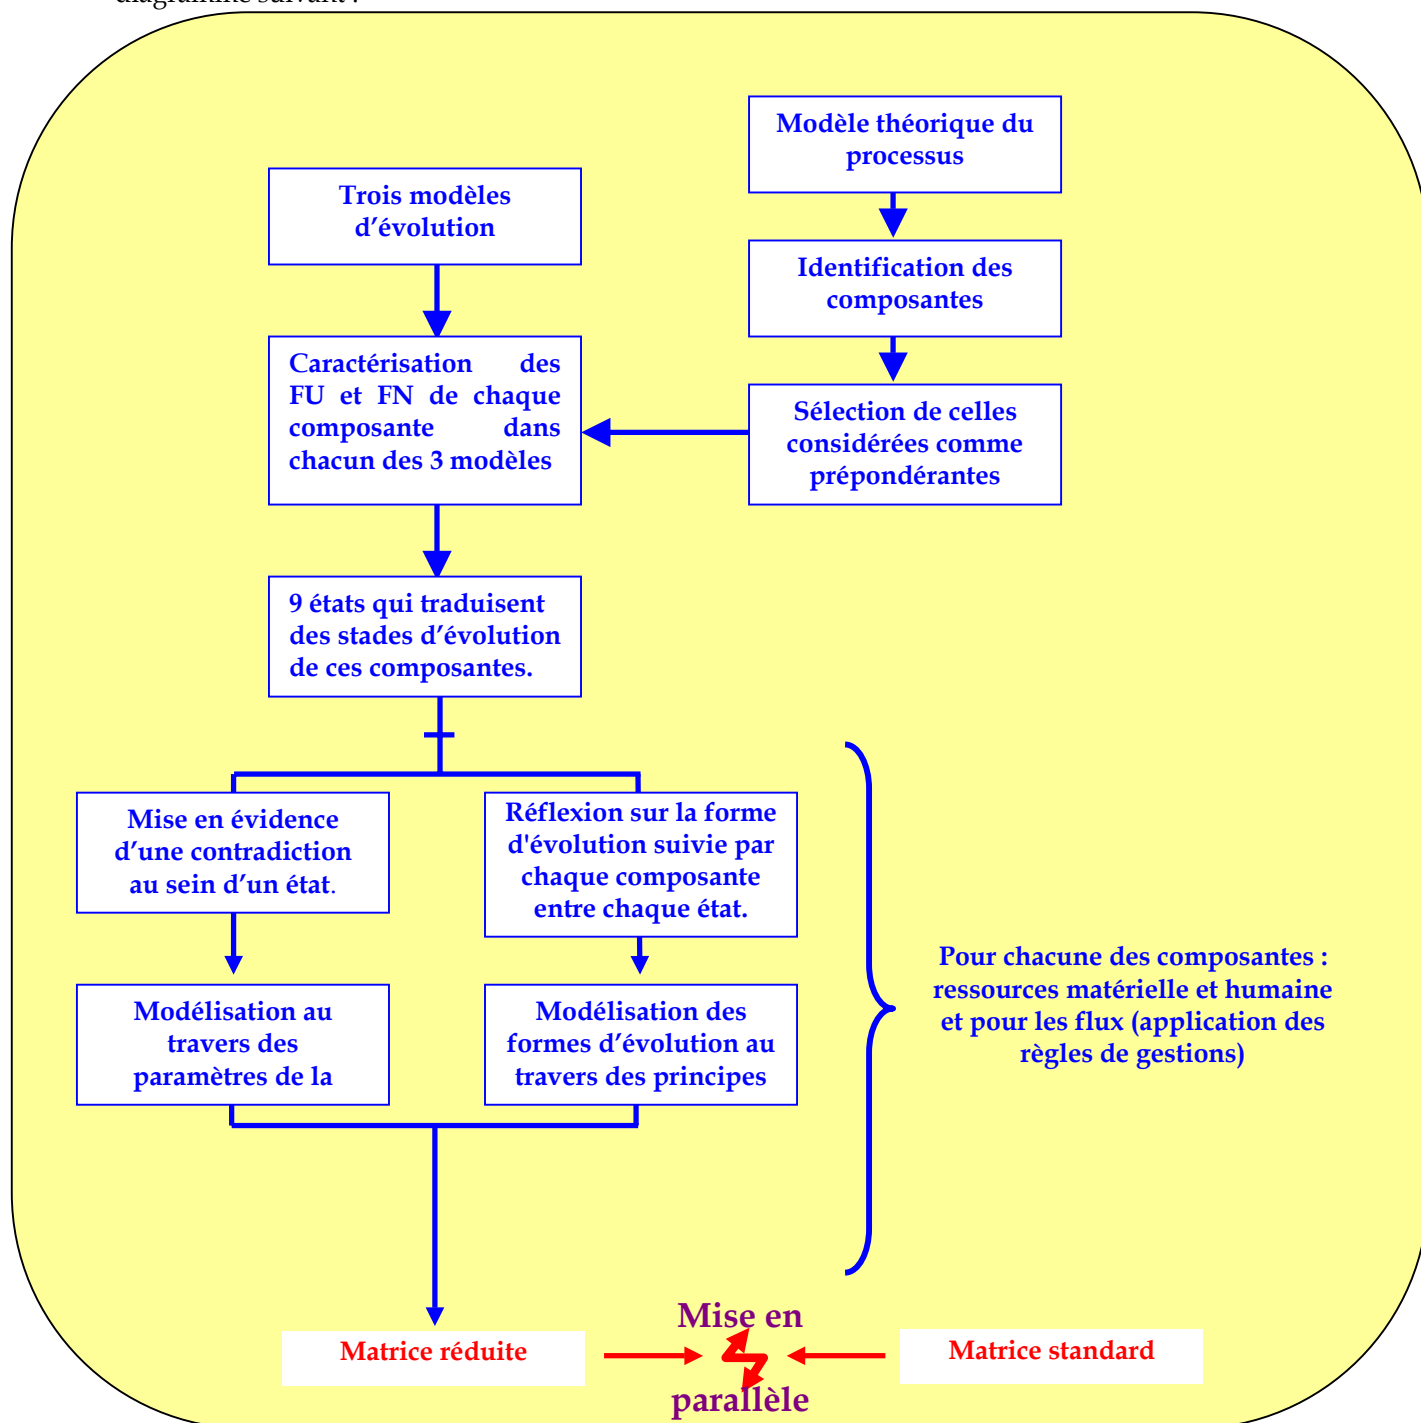 diagramme suivant :
Modèle théorique du
processus
Trois modèles
d’évolution
Identification des
composantes
Caractérisation des
FU et FN de chaque
composante dans
chacun des 3 modèles
Sélection de celles
considérées comme
prépondérantes
9 états qui traduisent
des stades d’évolution
de ces composantes.
Mise en évidence
d’une contradiction
au sein d’un état.
Réflexion sur la forme
d'évolution suivie par
chaque composante
entre chaque état.
Modélisation au
travers des
paramètres de la
Modélisation des
formes d’évolution au
travers des principes
Pour chacune des composantes :
ressources matérielle et humaine
et pour les flux (application des
règles de gestions)
Matrice réduite
Mise en
parallèle
Matrice standard